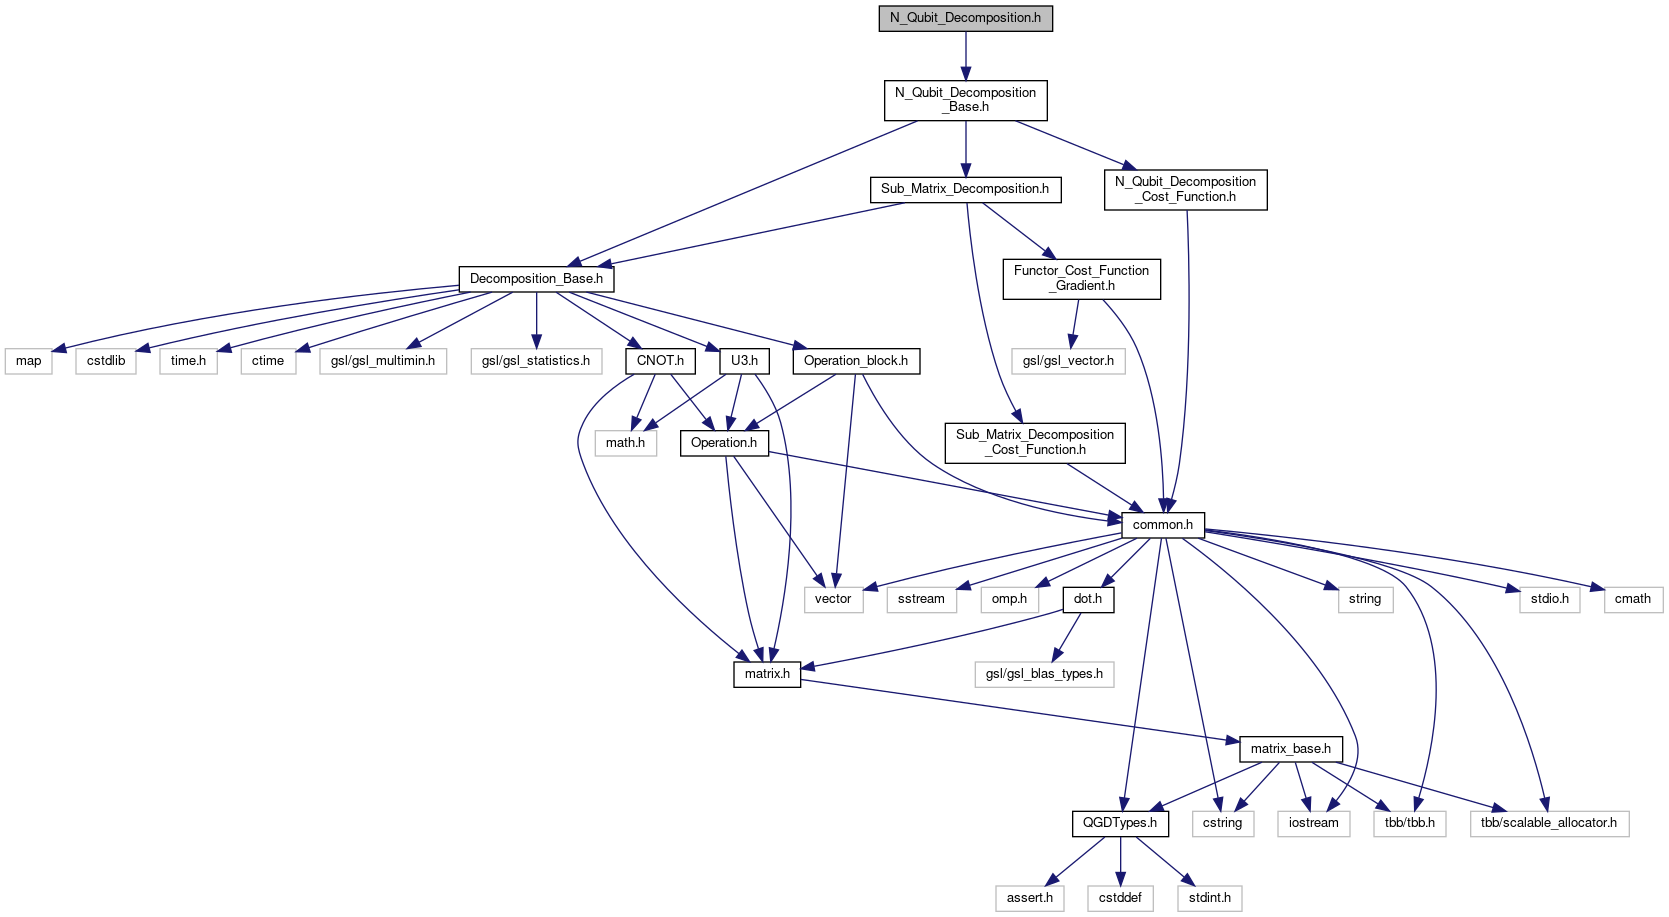 N_Qubit_Decomposition.h
N_Qubit_Decomposition
_Base.h
Sub_Matrix_Decomposition.h
N_Qubit_Decomposition
_Cost_Function.h
Decomposition_Base.h
Functor_Cost_Function
_Gradient.h
map
cstdlib
time.h
ctime
gsl/gsl_multimin.h
gsl/gsl_statistics.h
CNOT.h
U3.h
Operation_block.h
gsl/gsl_vector.h
math.h
Operation.h
Sub_Matrix_Decomposition
_Cost_Function.h
common.h
vector
sstream
omp.h
dot.h
string
stdio.h
cmath
matrix.h
gsl/gsl_blas_types.h
matrix_base.h
QGDTypes.h
cstring
iostream
tbb/tbb.h
tbb/scalable_allocator.h
assert.h
cstddef
stdint.h